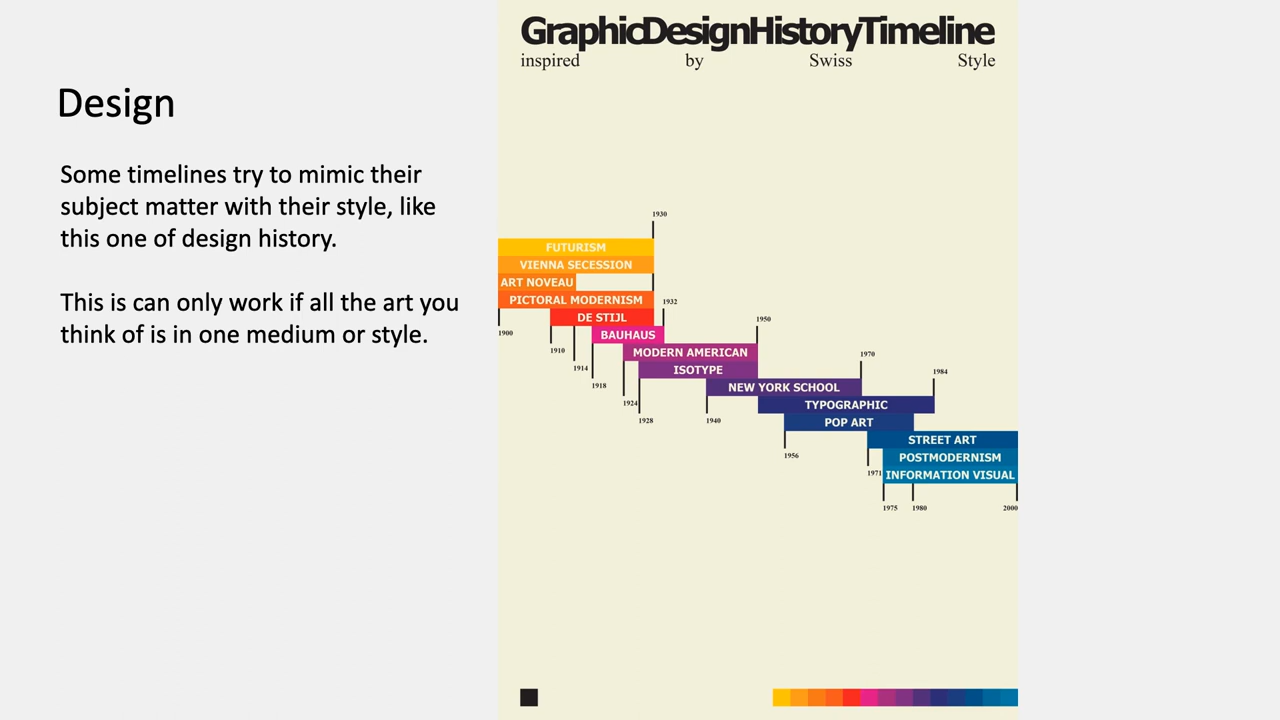 Design
Some timelines try to mimic their
subject matter with their style, like
this one of design history.
This is can only work if all the art you
think of is in one medium or style.
GraphicDesignHistoryTimeline
inspired by Swiss Style
1930
FUTURISM
VIENNA SECESSION
ART NOVEAU
PICTORAL MODERNISM
1932
DE STIJL
1950
1900
BAUHAUS
1910
MODERN AMERICAN
1970
1914
ISOTYPE
1984
1918
NEW YORK SCHOOL
1924
TYPOGRAPHIC
1928
1940
POP ART
STREET ART
1956
POSTMODERNISM
1971
INFORMATION VISUAL
1975
1980
2000